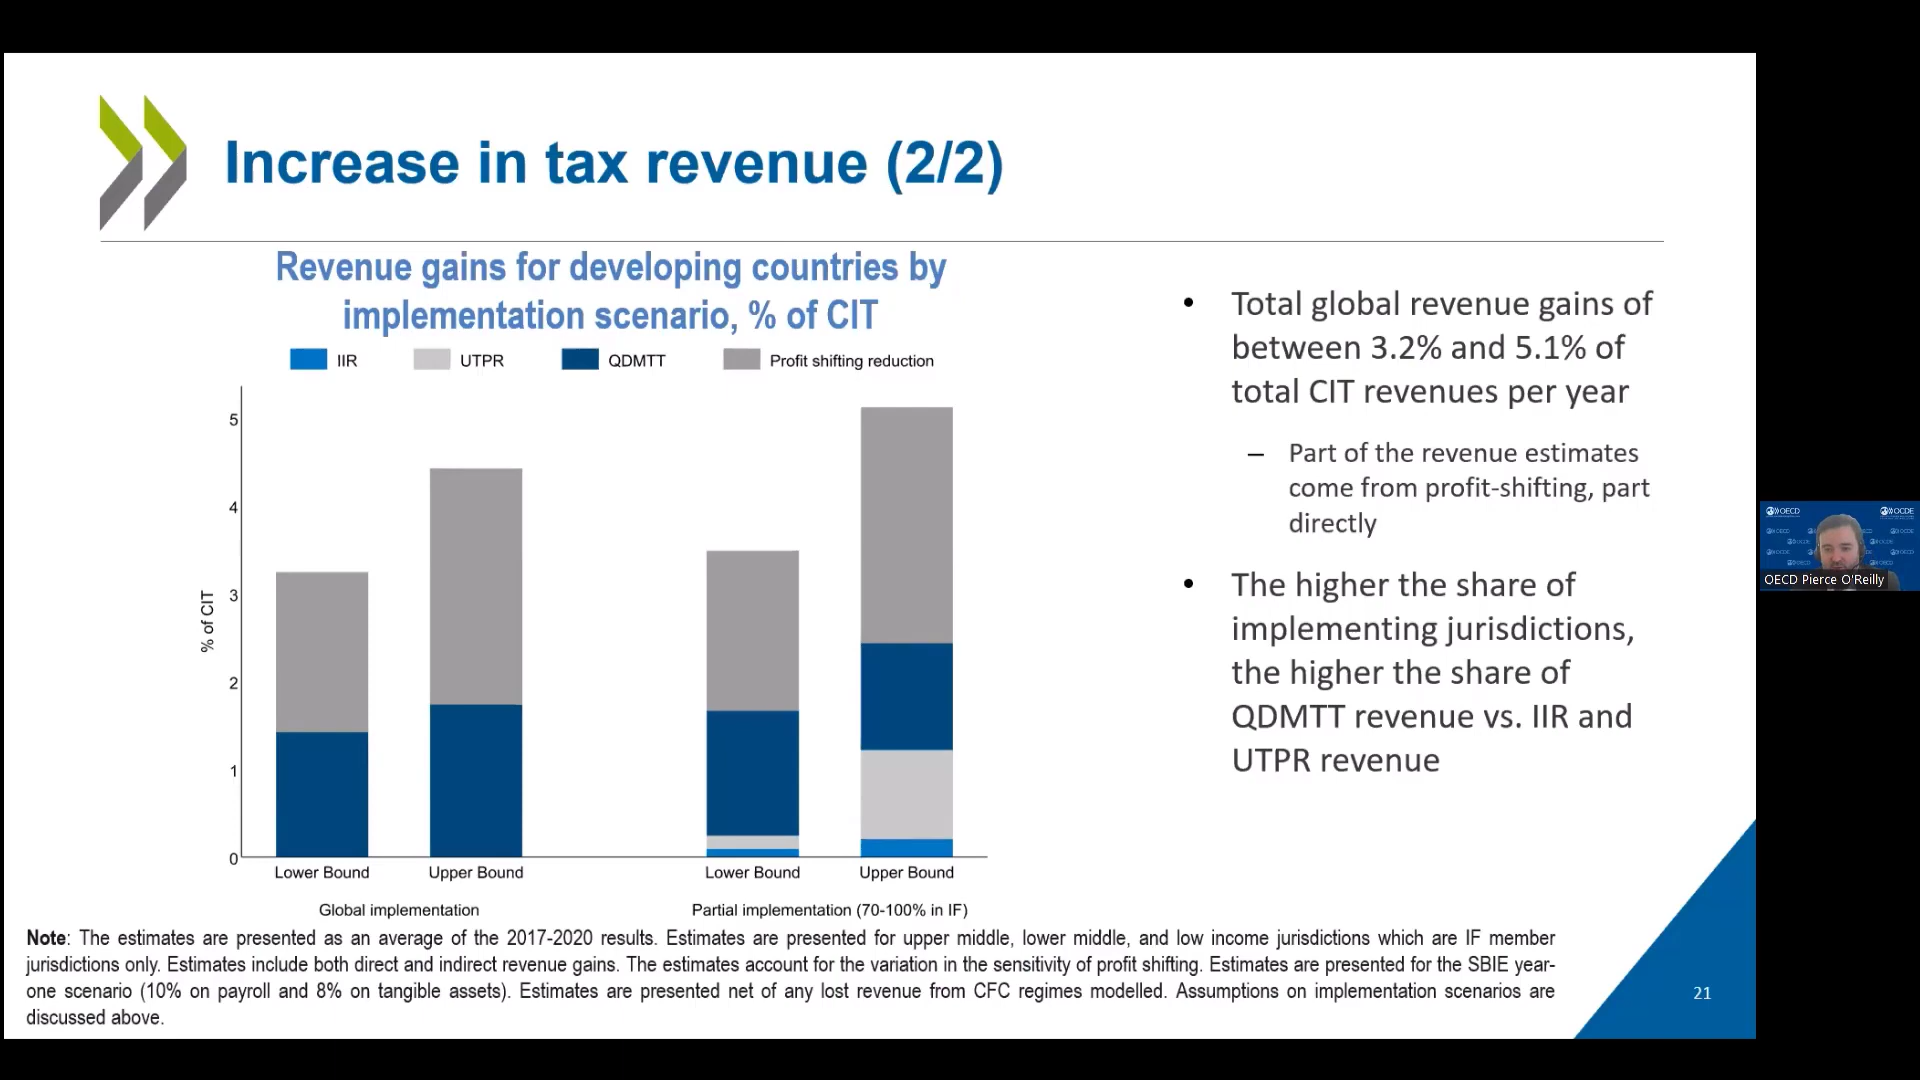 Increase in tax revenue (2/2)
Revenue gains for developing countries by
implementation scenario, % of CIT
IIR UTPR QDMTT Profit shifting reduction
5
4
3
2
1
0
% of CIT
Lower Bound Upper Bound Lower Bound Upper Bound
Global implementation Partial implementation (70-100% in IF)
• Total global revenue gains of
between 3.2% and 5.1% of
total CIT revenues per year
– Part of the revenue estimates
come from profit-shifting, part
directly
• The higher the share of
implementing jurisdictions,
the higher the share of
QDMTT revenue vs. IIR and
UTPR revenue
Note: The estimates are presented as an average of the 2017-2020 results. Estimates are presented for upper middle, lower middle, and low income jurisdictions which are IF member
jurisdictions only. Estimates include both direct and indirect revenue gains. The estimates account for the variation in the sensitivity of profit shifting. Estimates are presented for the SBIE year-
one scenario (10% on payroll and 8% on tangible assets). Estimates are presented net of any lost revenue from CFC regimes modelled. Assumptions on implementation scenarios are
discussed above.
21
OECD OCDE
OECD Pierce O'Reilly